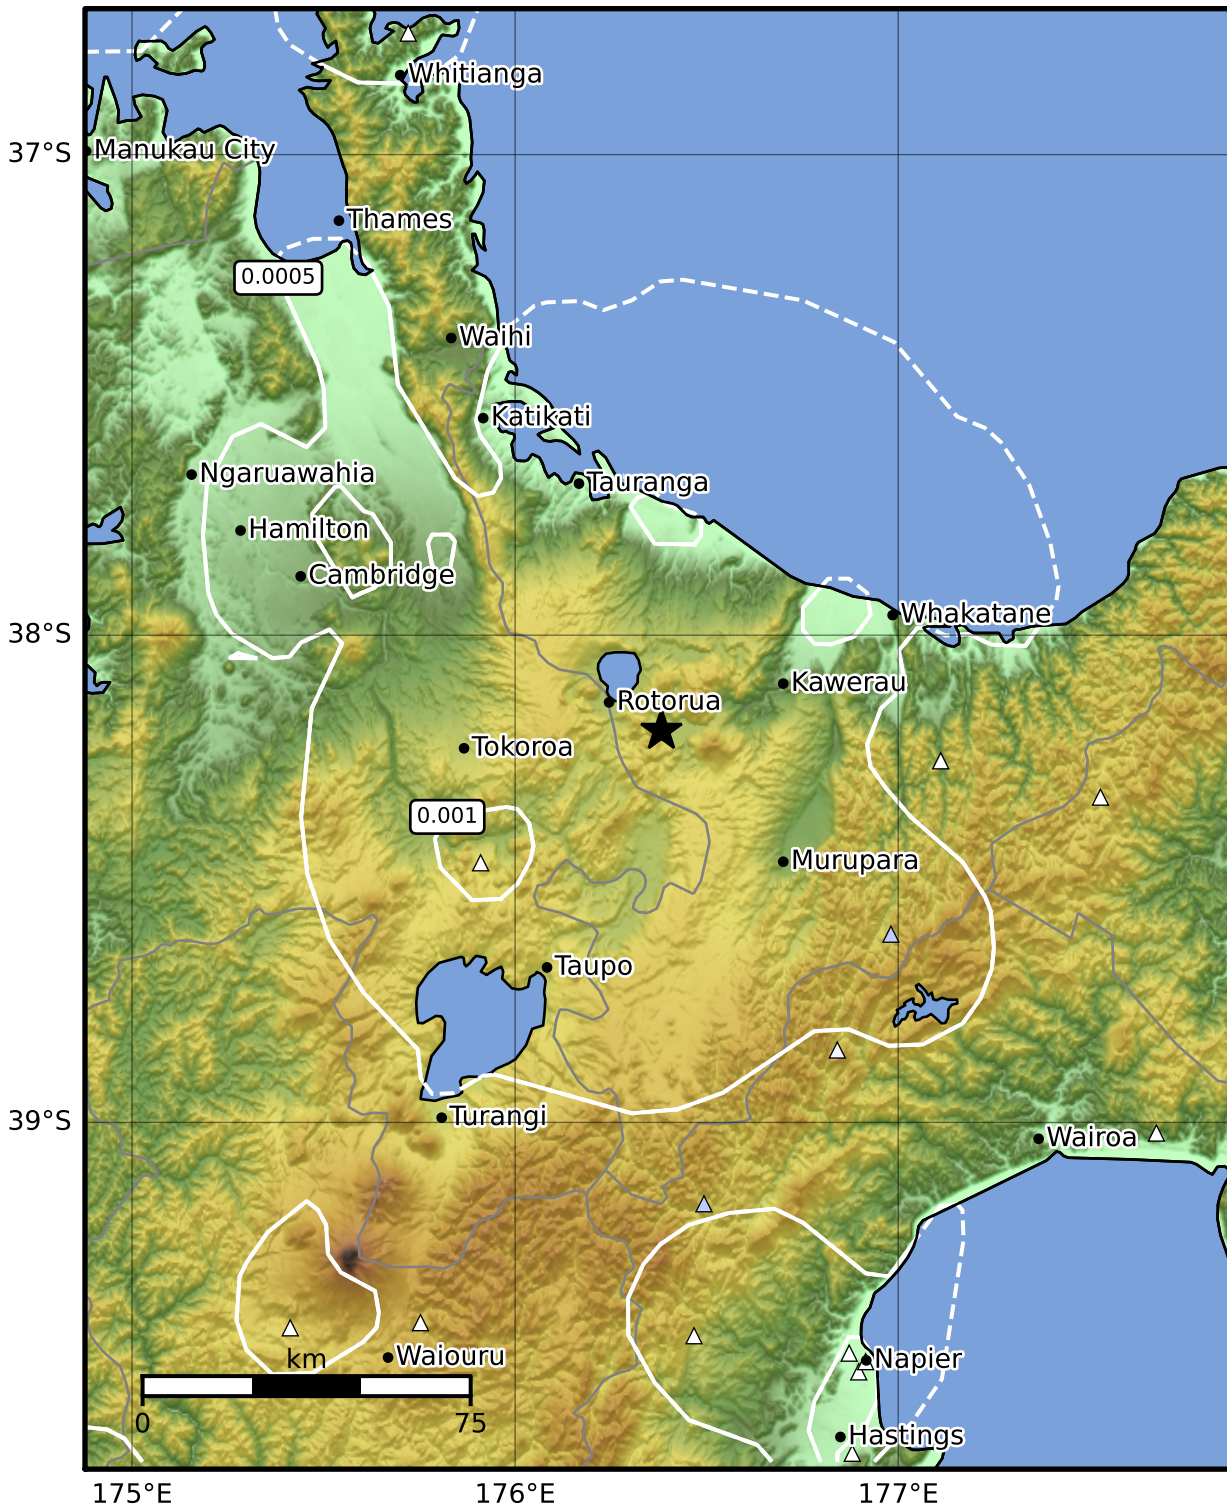 Whitianga
37°S
Manukau City
Thames
0.0005
Waihi
Katikati
Ngaruawahia
Tauranga
Hamilton
Cambridge
Whakatane
38°S
Kawerau
Rotorua
Tokoroa
0.001
Murupara
Taupo
Turangi
39°S
Wairoa
km
Waiouru
Napier
0
75
Hastings
175°E
176°E
177°E